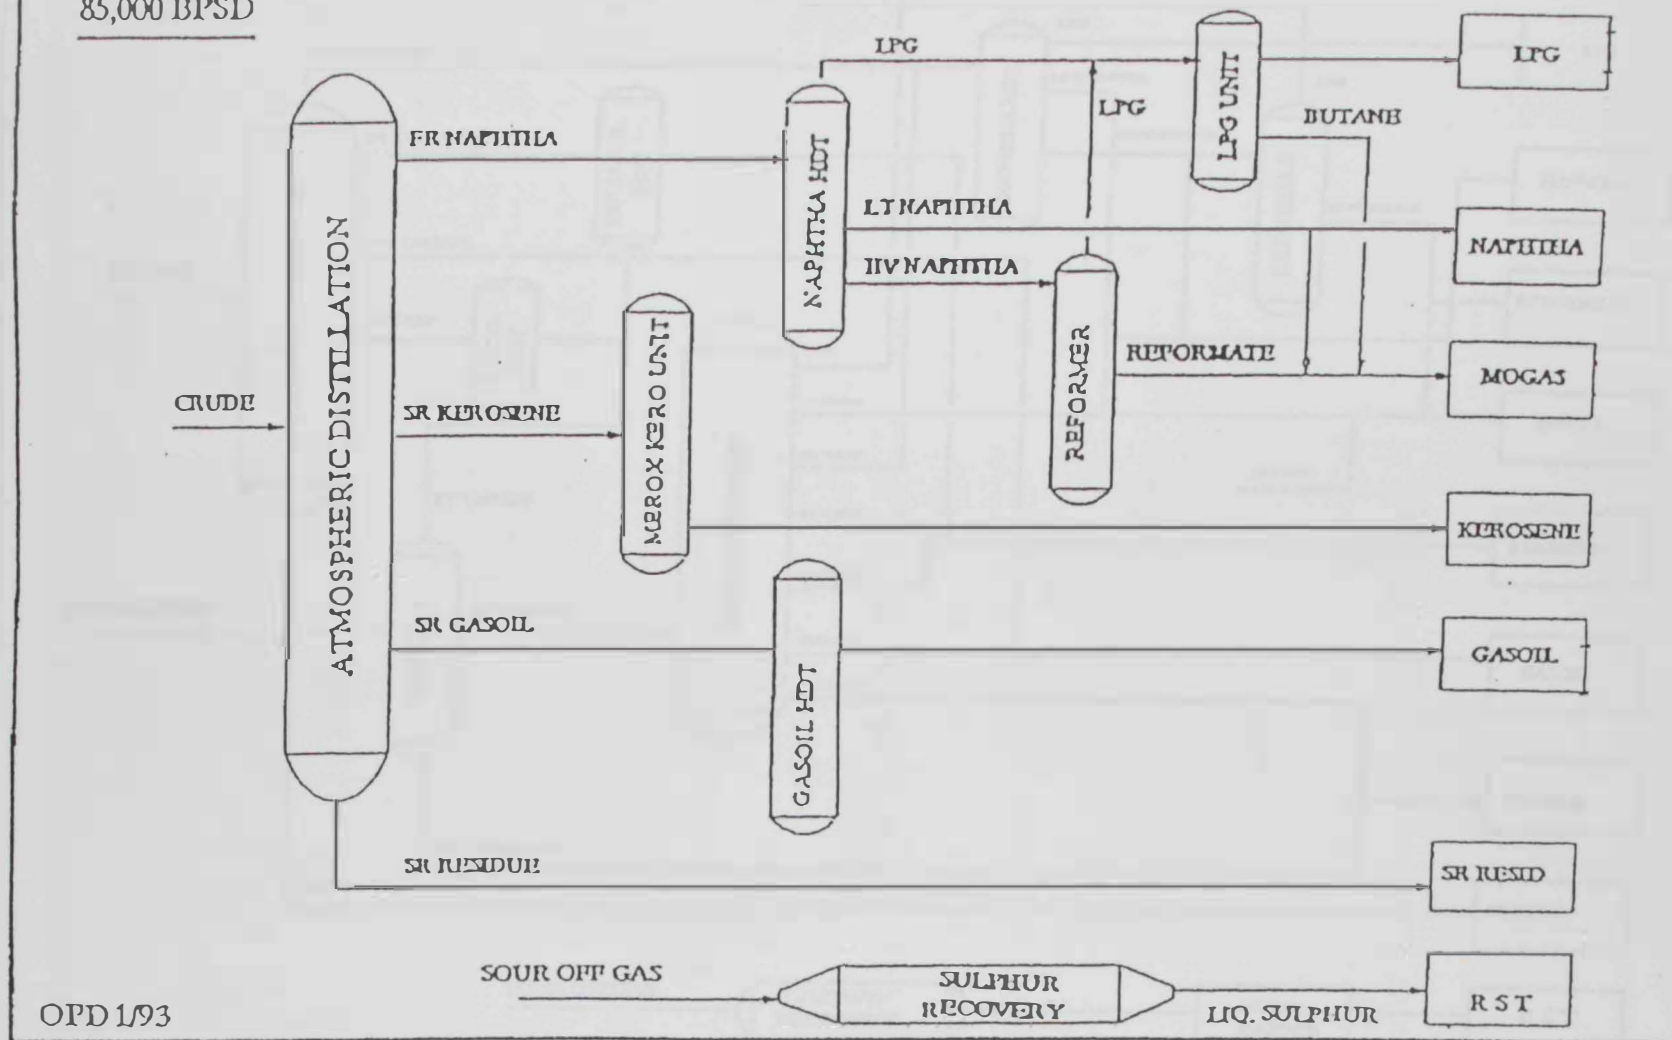 85,000 BPSD
LPG
LPG
LPG UNIT
LPG
BUTANE
FR NAPHTHA
NAPHTHA HDT
LT NAPHTHA
NAPHTHA
HV NAPHTHA
ATMOSPHERIC DISTILLATION
MEROX KERO UNIT
REFORMER
REFORMATE
MOGAS
CRUDE
SR KEROSENE
KEROSENE
SR GASOIL
GASOIL HDT
GASOIL
SR RESIDUE
SR RESID
SOUR OFF GAS
SULPHUR
RECOVERY
LIQ. SULPHUR
R S T
OPD 1/93